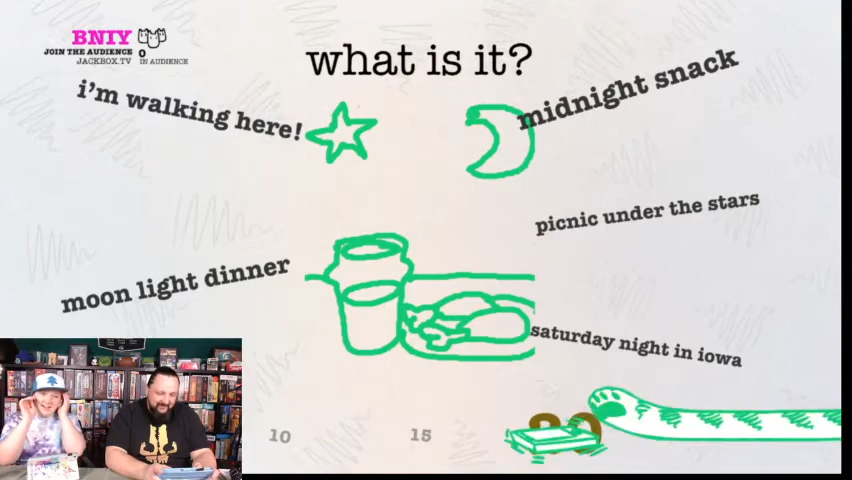 BNIY
JOIN THE AUDIENCE
JACKBOX.TV
0
IN AUDIENCE
what is it?
i'm walking here!
midnight snack
picnic under the stars
moon light dinner
saturday night in iowa
10
15